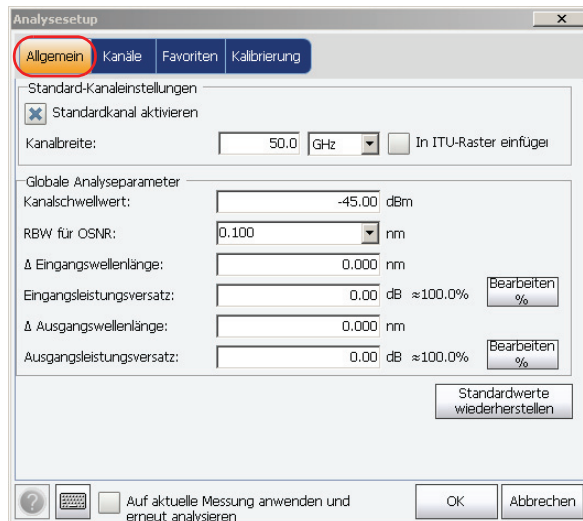 Analysesetup
Allgemein Kanäle Favoriten Kalibrierung
Standard-Kanaleinstellungen
Standardkanal aktivieren
Kanalbreite: 50.0 GHz In ITU-Raster einfüger
Globale Analyseparameter
Kanalschwellwert: -45.00 dBm
RBW für OSNR: 0.100 nm
Δ Eingangswellenlänge: 0.000 nm
Eingangsleistungsversatz: 0.00 dB ≈100.0% Bearbeiten %
Δ Ausgangswellenlänge: 0.000 nm
Ausgangsleistungsversatz: 0.00 dB ≈100.0% Bearbeiten %
Standardwerte
wiederherstellen
Auf aktuelle Messung anwenden und
erneut analysieren
OK Abbrechen